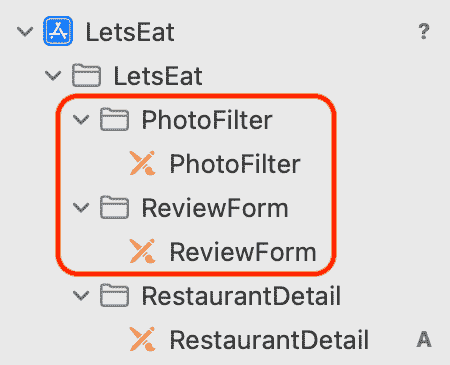 LetsEat ?
LetsEat
PhotoFilter
PhotoFilter
ReviewForm
ReviewForm
RestaurantDetail
RestaurantDetail A